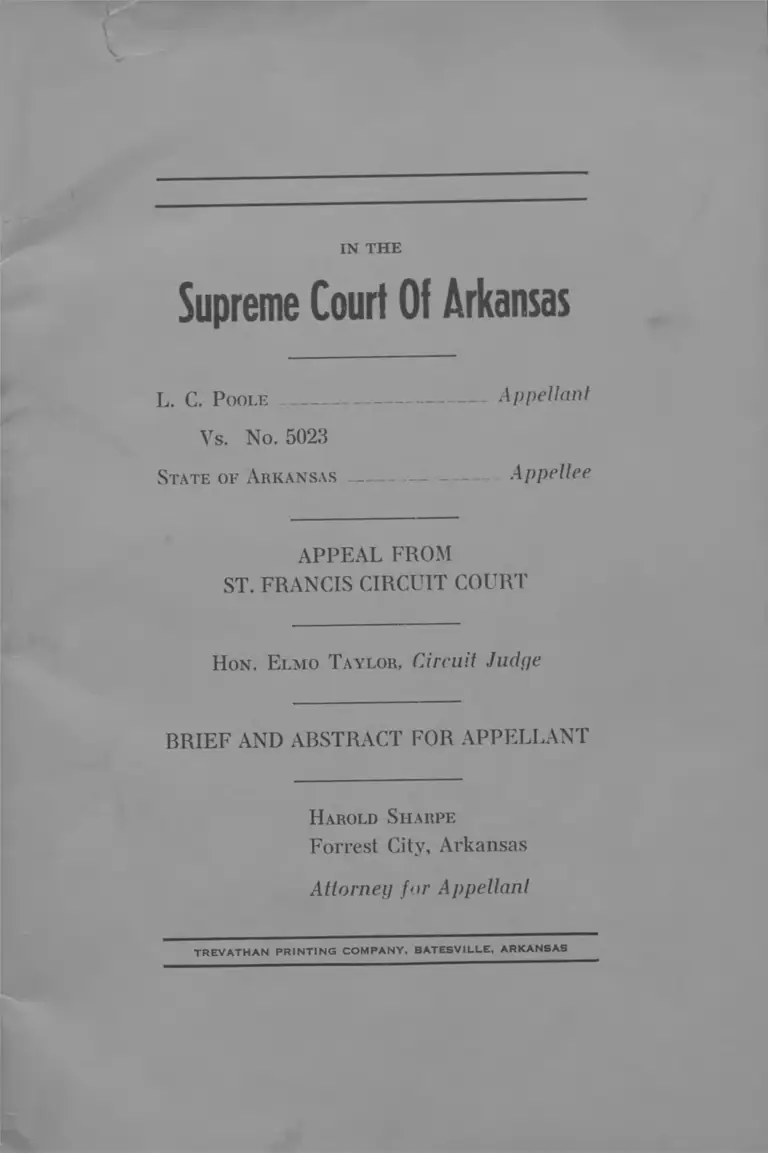 IN THE
Supreme Court Of Arkansas
L. C. POOLE Appellant
Vs. No. 5023
STATE OF ARKANSAS Appellee
APPEAL FROM
ST. FRANCIS CIRCUIT COURT
HON. ELMO TAYLOR, Circuit Judge
BRIEF AND ABSTRACT FOR APPELLANT
HAROLD SHARPE
Forrest City, Arkansas
Attorney for Appellant
TREVATHAN PRINTING COMPANY, BATESVILLE, ARKANSAS